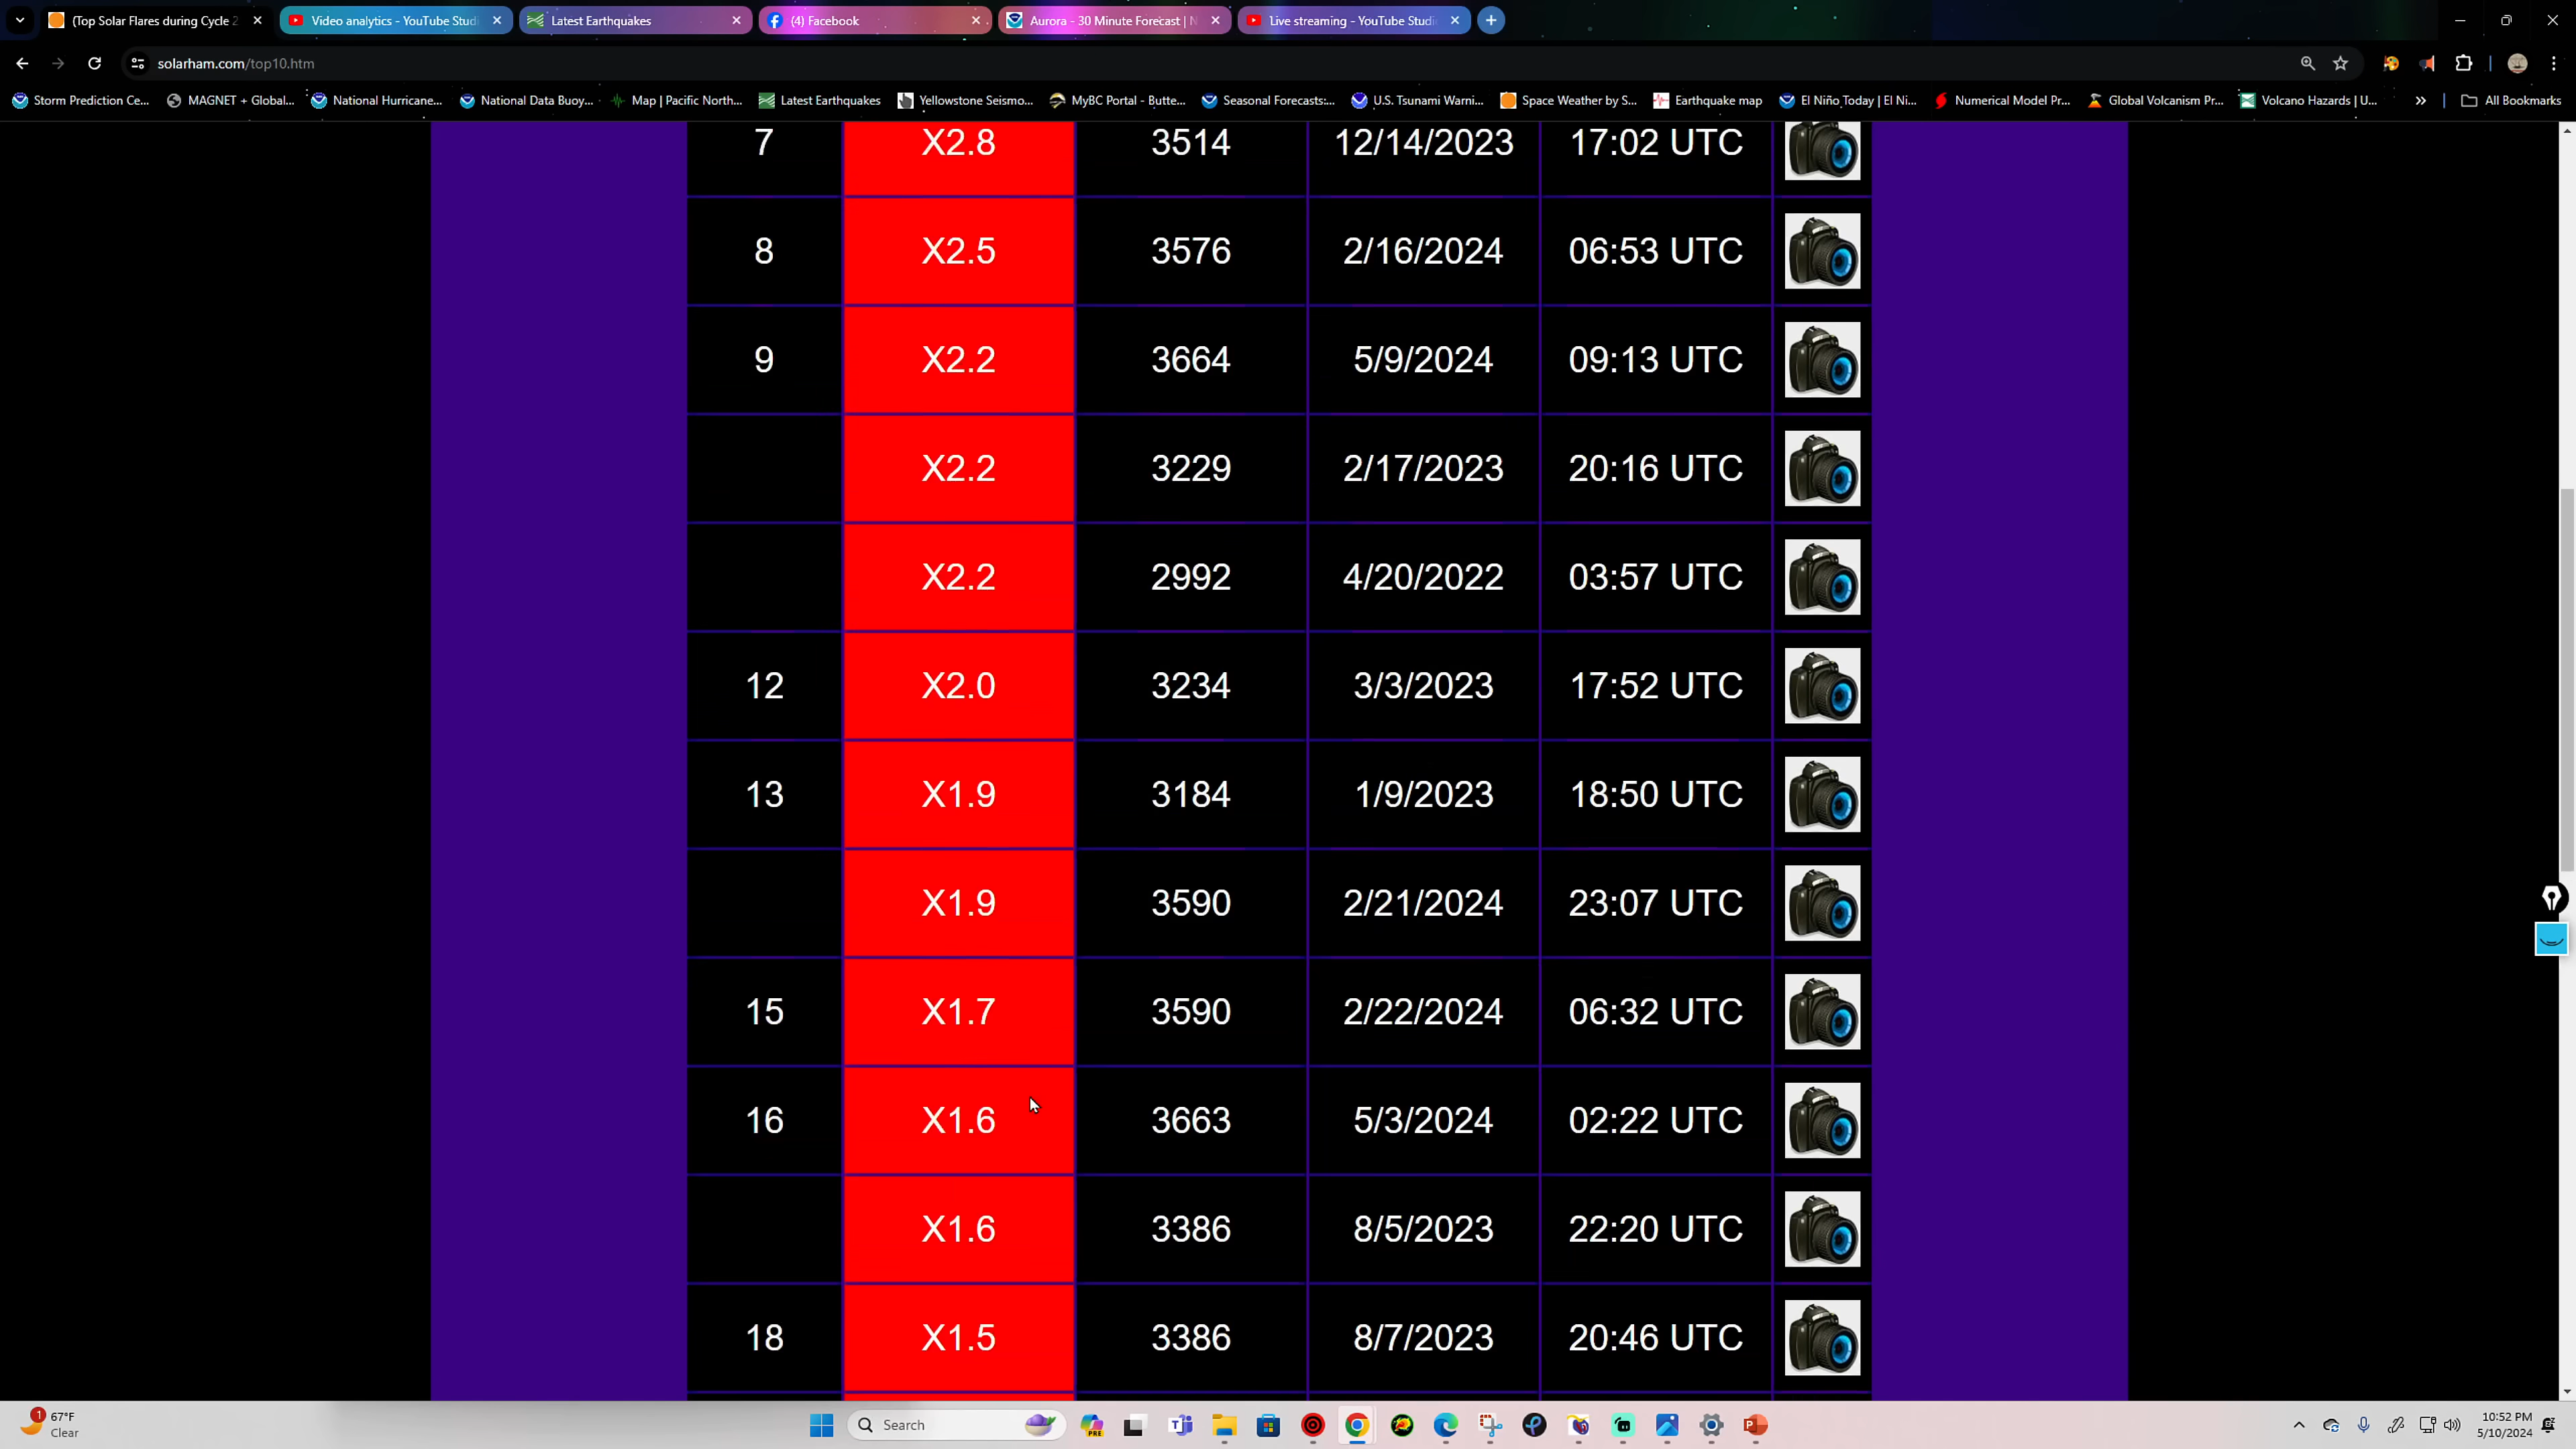 (Top Solar Flares during Cycle 2
Video analytics - YouTube Studi
Latest Earthquakes
(4) Facebook
Aurora - 30 Minute Forecast | N
Live streaming - YouTube Studi
solarham.com/top10.htm
Storm Prediction Ce...
MAGNET + Global...
National Hurricane...
National Data Buoy...
Map | Pacific North...
Latest Earthquakes
Yellowstone Seismo...
MyBC Portal - Butte...
Seasonal Forecasts:...
U.S. Tsunami Warni...
Space Weather by S...
Earthquake map
El Niño Today | El Ni...
Numerical Model Pr...
Global Volcanism Pr...
Volcano Hazards | U...
»
All Bookmarks
7 X2.8 3514 12/14/2023 17:02 UTC
8 X2.5 3576 2/16/2024 06:53 UTC
9 X2.2 3664 5/9/2024 09:13 UTC
X2.2 3229 2/17/2023 20:16 UTC
X2.2 2992 4/20/2022 03:57 UTC
12 X2.0 3234 3/3/2023 17:52 UTC
13 X1.9 3184 1/9/2023 18:50 UTC
X1.9 3590 2/21/2024 23:07 UTC
15 X1.7 3590 2/22/2024 06:32 UTC
16 X1.6 3663 5/3/2024 02:22 UTC
X1.6 3386 8/5/2023 22:20 UTC
18 X1.5 3386 8/7/2023 20:46 UTC
1
67°F
Clear
Search
PRE
10:52 PM
5/10/2024